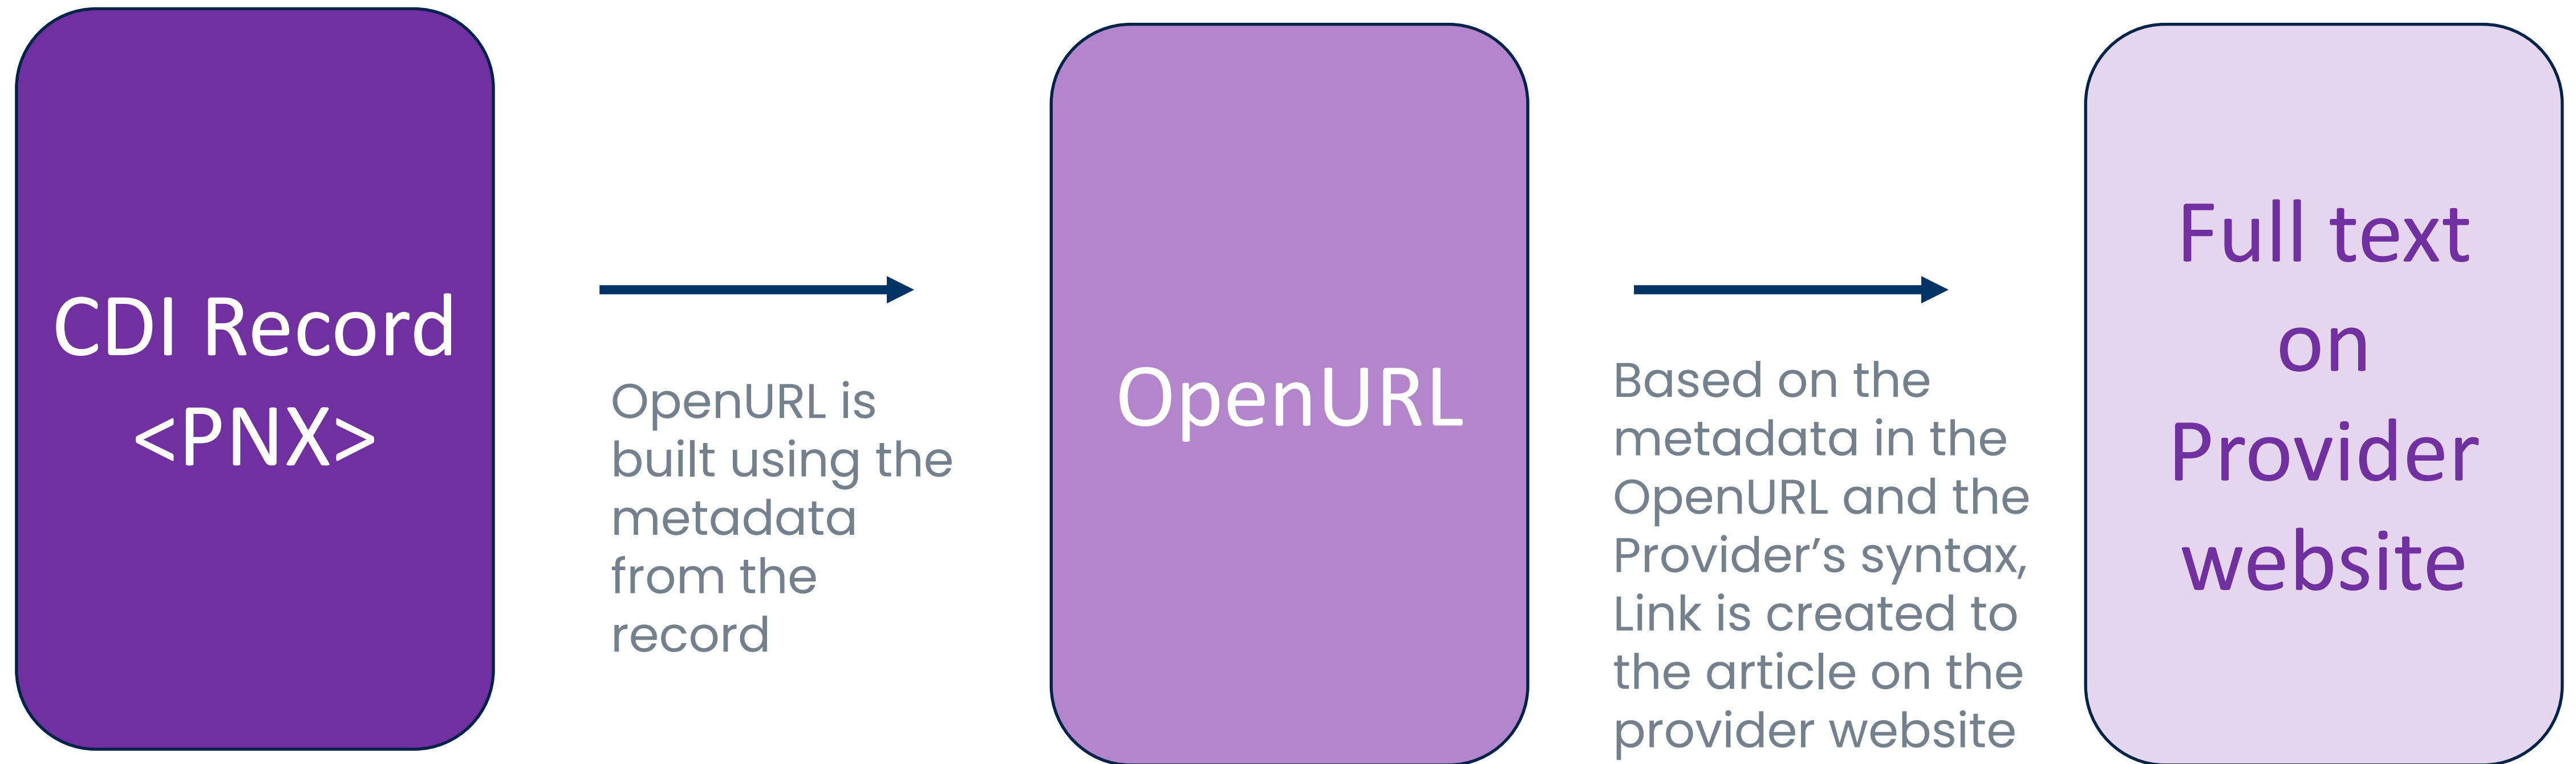 CDI Record
<PNX>
OpenURL is
built using the
metadata
from the
record
OpenURL
Based on the
metadata in the
OpenURL and the
Provider’s syntax,
Link is created to
the article on the
provider website
Full text
on
Provider
website